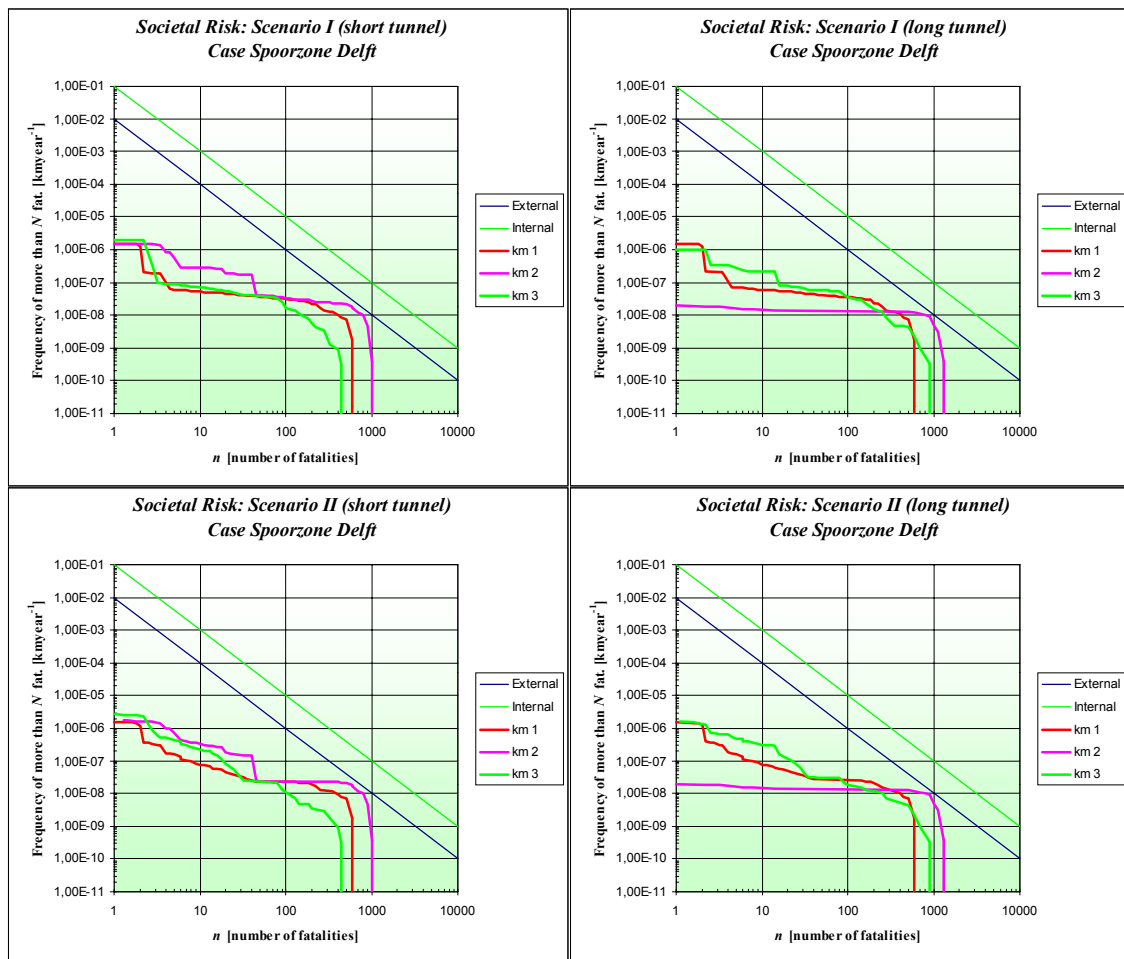 Societal Risk: Scenario I (short tunnel)
Case Spoorzone Delft
Frequency of more than N fat. [kmyear-1]
1,00E-01
1,00E-02
1,00E-03
1,00E-04
1,00E-05
1,00E-06
1,00E-07
1,00E-08
1,00E-09
1,00E-10
1,00E-11
1 10 100 1000 10000
n [number of fatalities]
External
Internal
km 1
km 2
km 3
Societal Risk: Scenario I (long tunnel)
Case Spoorzone Delft
Frequency of more than N fat. [kmyear-1]
1,00E-01
1,00E-02
1,00E-03
1,00E-04
1,00E-05
1,00E-06
1,00E-07
1,00E-08
1,00E-09
1,00E-10
1,00E-11
1 10 100 1000 10000
n [number of fatalities]
External
Internal
km 1
km 2
km 3
Societal Risk: Scenario II (short tunnel)
Case Spoorzone Delft
Frequency of more than N fat. [kmyear-1]
1,00E-01
1,00E-02
1,00E-03
1,00E-04
1,00E-05
1,00E-06
1,00E-07
1,00E-08
1,00E-09
1,00E-10
1,00E-11
1 10 100 1000 10000
n [number of fatalities]
External
Internal
km 1
km 2
km 3
Societal Risk: Scenario II (long tunnel)
Case Spoorzone Delft
Frequency of more than N fat. [kmyear-1]
1,00E-01
1,00E-02
1,00E-03
1,00E-04
1,00E-05
1,00E-06
1,00E-07
1,00E-08
1,00E-09
1,00E-10
1,00E-11
1 10 100 1000 10000
n [number of fatalities]
External
Internal
km 1
km 2
km 3